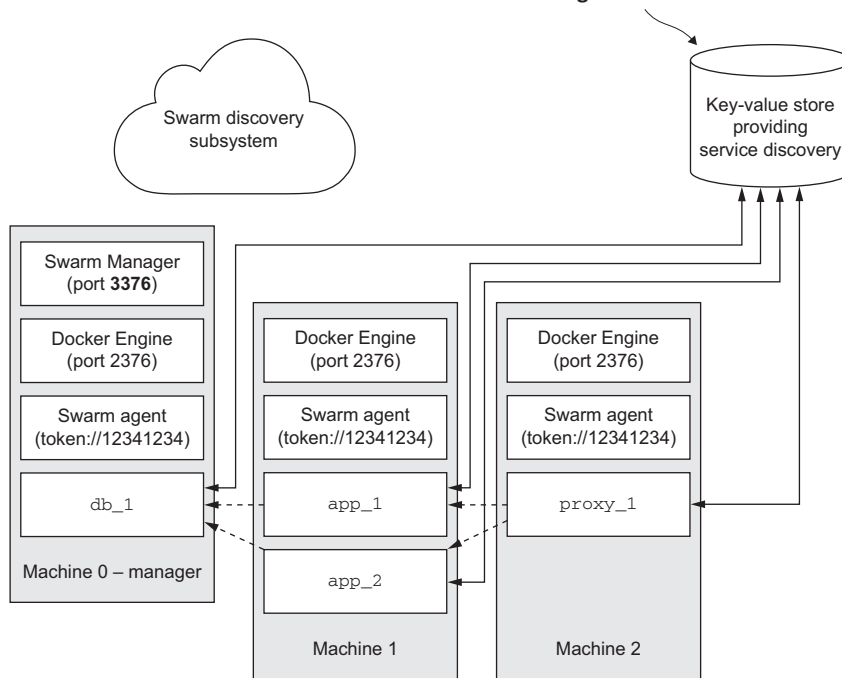 Swarm discovery
subsystem
Key-value store
providing
service discovery
Swarm Manager
(port 3376)
Docker Engine
(port 2376)
Swarm agent
(token://12341234)
db_1
Machine 0 – manager
Docker Engine
(port 2376)
Swarm agent
(token://12341234)
app_1
app_2
Machine 1
Docker Engine
(port 2376)
Swarm agent
(token://12341234)
proxy_1
Machine 2